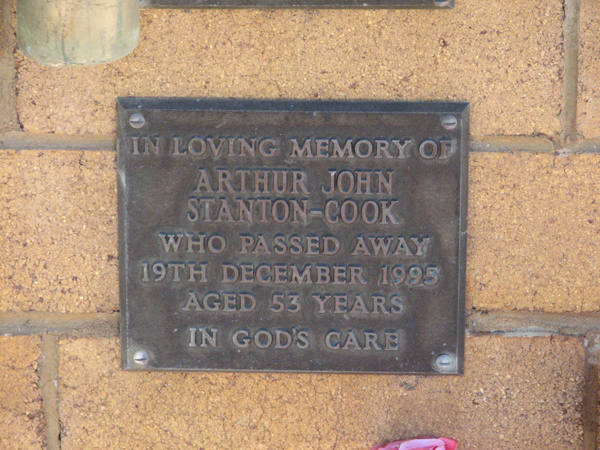 IN LOVING MEMORY OF
ARTHUR JOHN
STANTON-COOK
WHO PASSED AWAY
19TH DECEMBER 1995
AGED 53 YEARS
IN GOD'S CARE